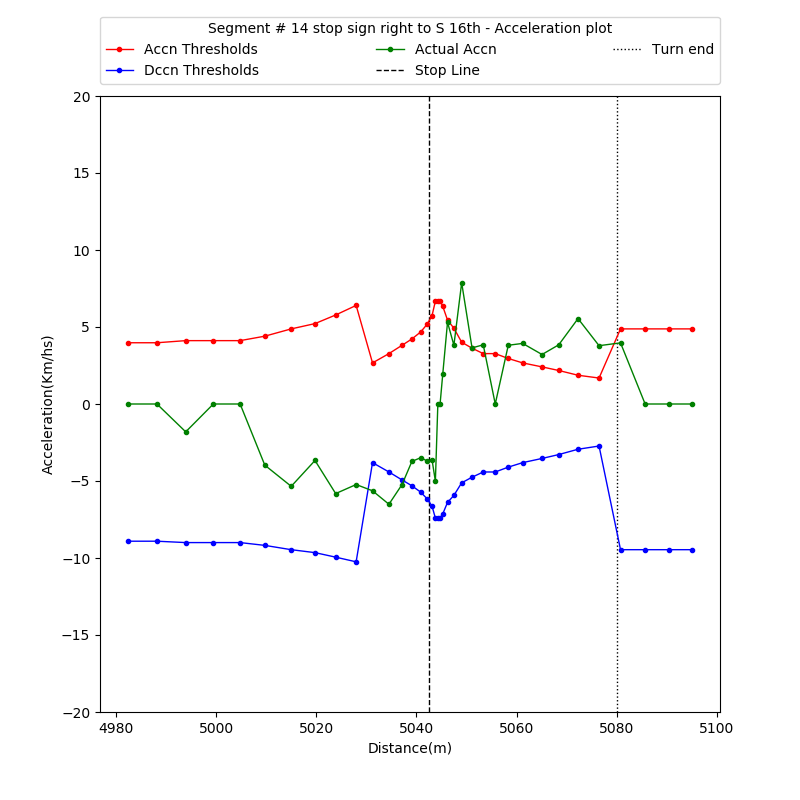 Segment # 14 stop sign right to S 16th - Acceleration plot
Accn Thresholds Actual Accn Turn end
Dccn Thresholds Stop Line
20
15
10
5
0
−5
−10
−15
−20
Acceleration(Km/hs)
4980 5000 5020 5040 5060 5080 5100
Distance(m)